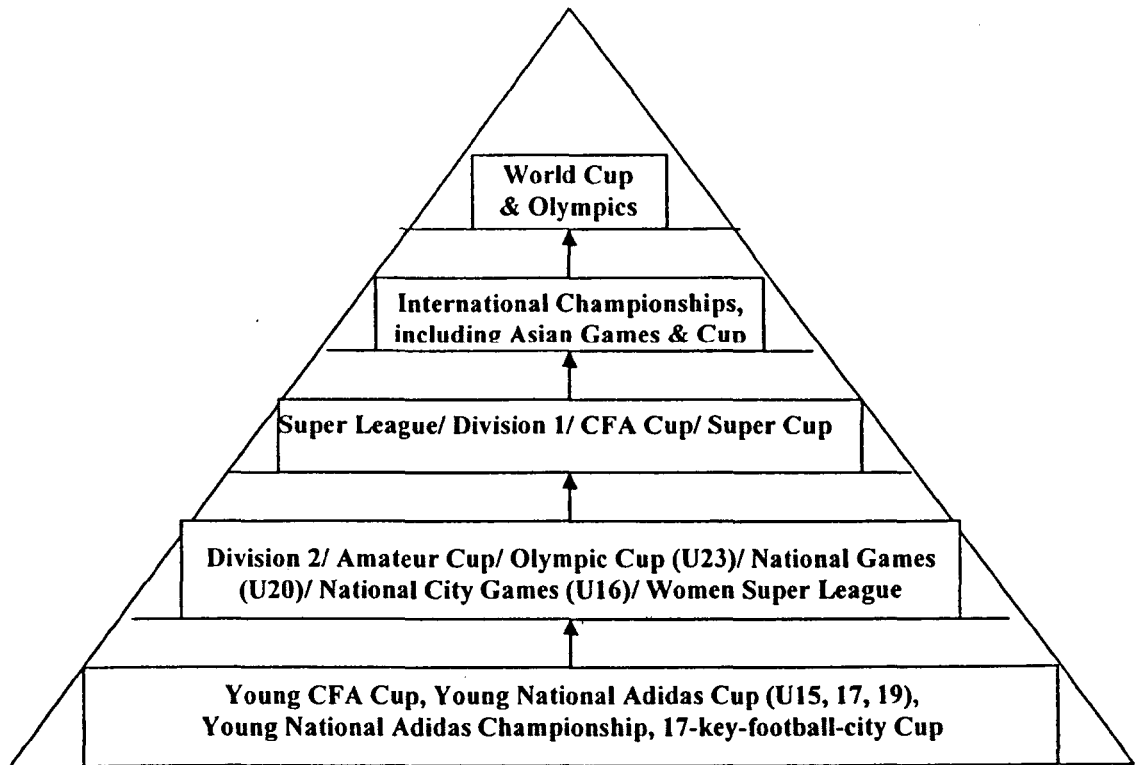 World Cup
& Olympics
International Championships,
including Asian Games & Cup
Super League/ Division 1/ CFA Cup/ Super Cup
Division 2/ Amateur Cup/ Olympic Cup (U23)/ National Games
(U20)/ National City Games (U16)/ Women Super League
Young CFA Cup, Young National Adidas Cup (U15, 17, 19),
Young National Adidas Championship, 17-key-football-city Cup